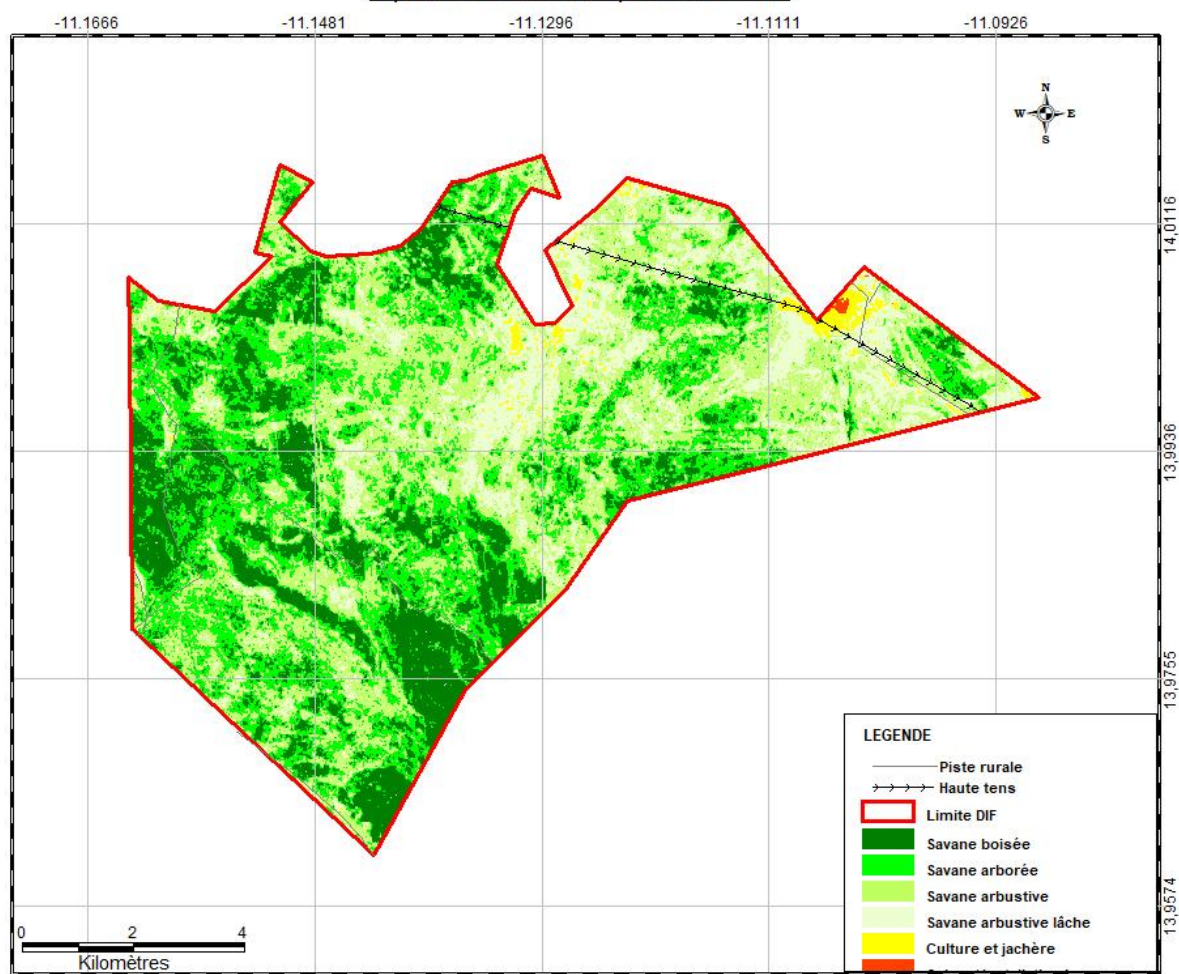 -11.1666 -11.1481 -11.1296 -11.1111 -11.0926
N
W E
S
14,0116
13,9936
13,9755
13,9574
LEGENDE
Piste rurale
Haute tens
Limite DIF
Savane boisée
Savane arborée
Savane arbustive
Savane arbustive lâche
Culture et jachère
0 2 4
Kilomètres